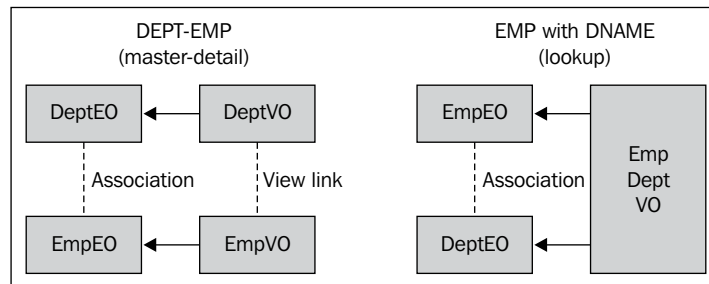 DEPT-EMP
(master-detail)
DeptEO
DeptVO
Association
View link
EmpEO
EmpVO
EMP with DNAME
(lookup)
EmpEO
Association
DeptEO
Emp
Dept
VO